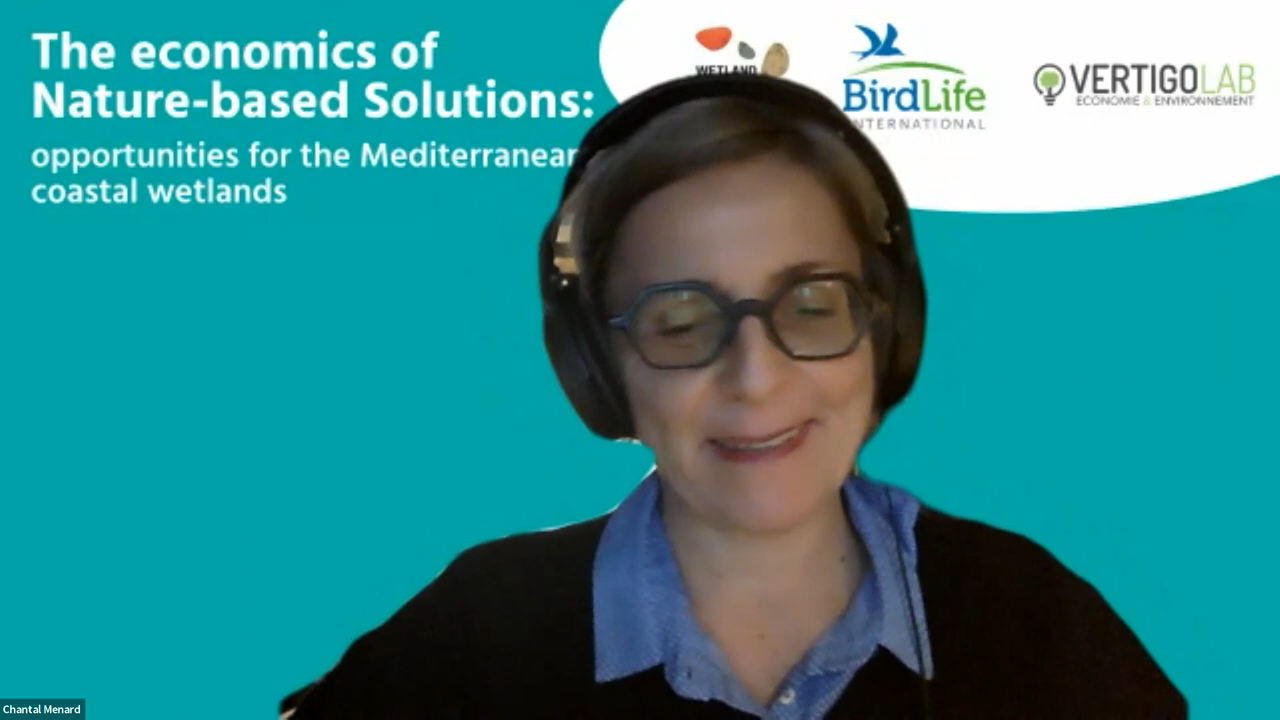 The economics of
Nature-based Solutions:
opportunities for the Mediterranean
coastal wetlands
WETLAND
BirdLife
INTERNATIONAL
VERTIGOLAB
ECONOMIE & ENVIRONNEMENT
Chantal Menard